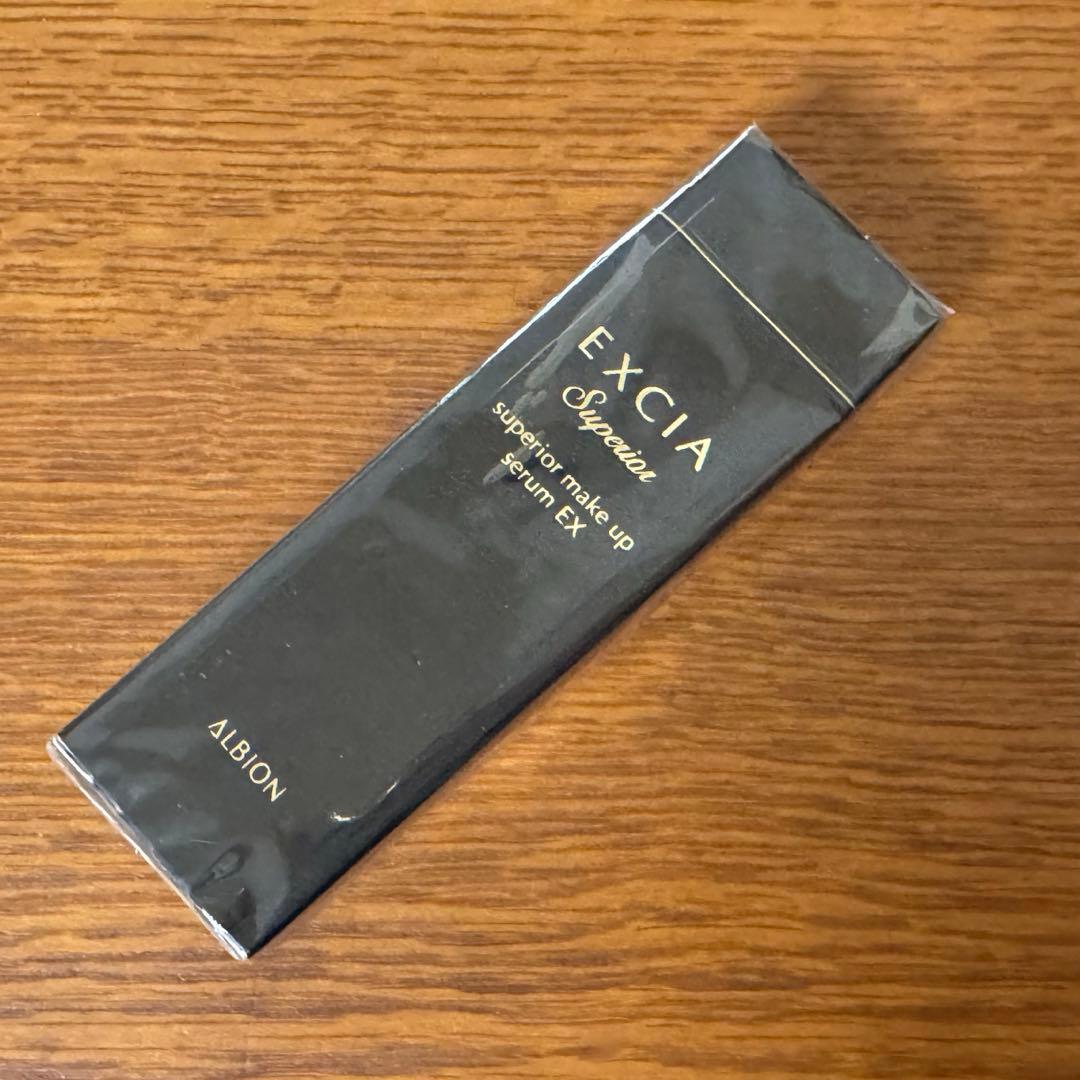 EXCIA
Superior
superior make up
serum EX
ALBION